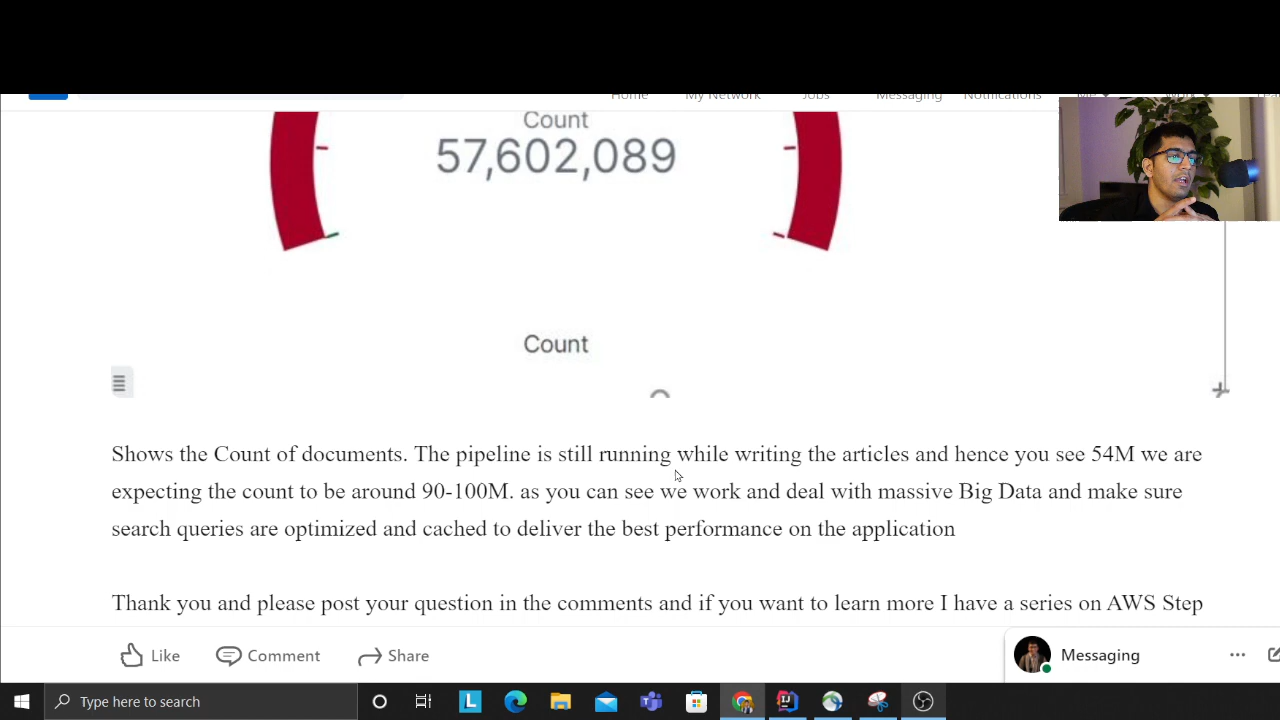 Home My Network Jobs Messaging Notifications Me
Count
57,602,089
Count
Shows the Count of documents. The pipeline is still running while writing the articles and hence you see 54M we are
expecting the count to be around 90-100M. as you can see we work and deal with massive Big Data and make sure
search queries are optimized and cached to deliver the best performance on the application
Thank you and please post your question in the comments and if you want to learn more I have a series on AWS Step
Like Comment Share
Messaging
Type here to search